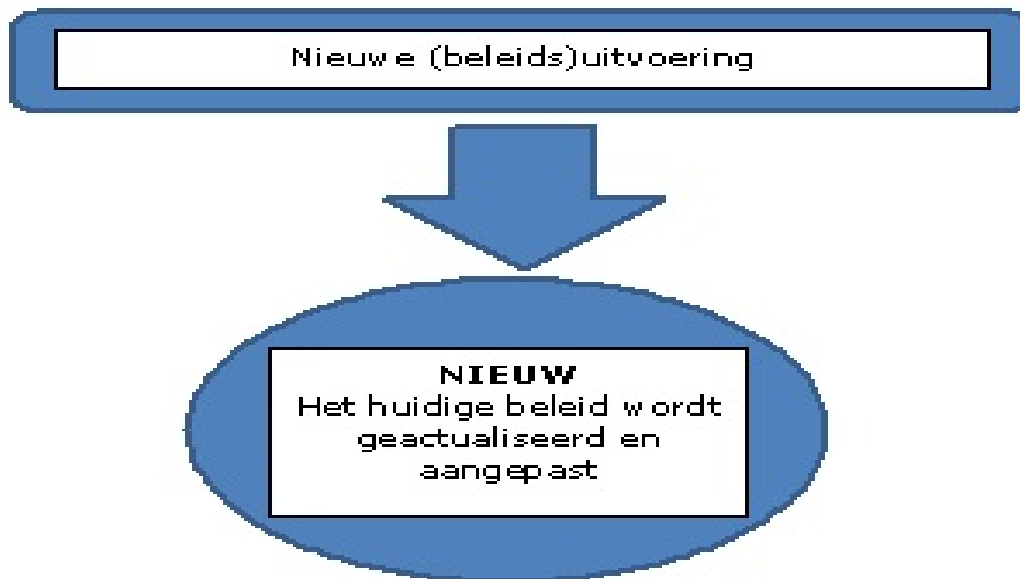 Nieuwe (beleids)uitvoering
NIEUW
Het huidige beleid wordt
geactualiseerd en
aangepast